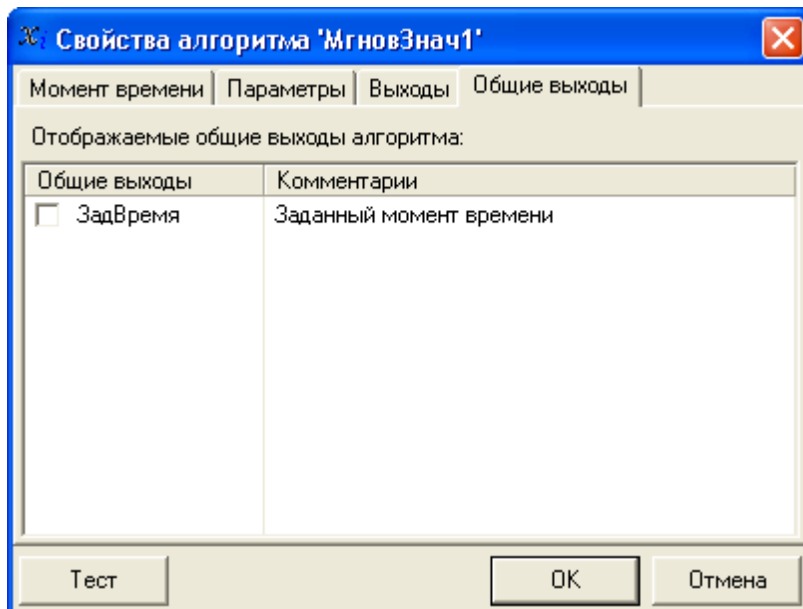 Xi Свойства алгоритма 'МгновЗнач1'
Момент времени Параметры Выходы Общие выходы
Отображаемые общие выходы алгоритма:
Общие выходы Комментарии
ЗадВремя Заданный момент времени
Тест OK Отмена